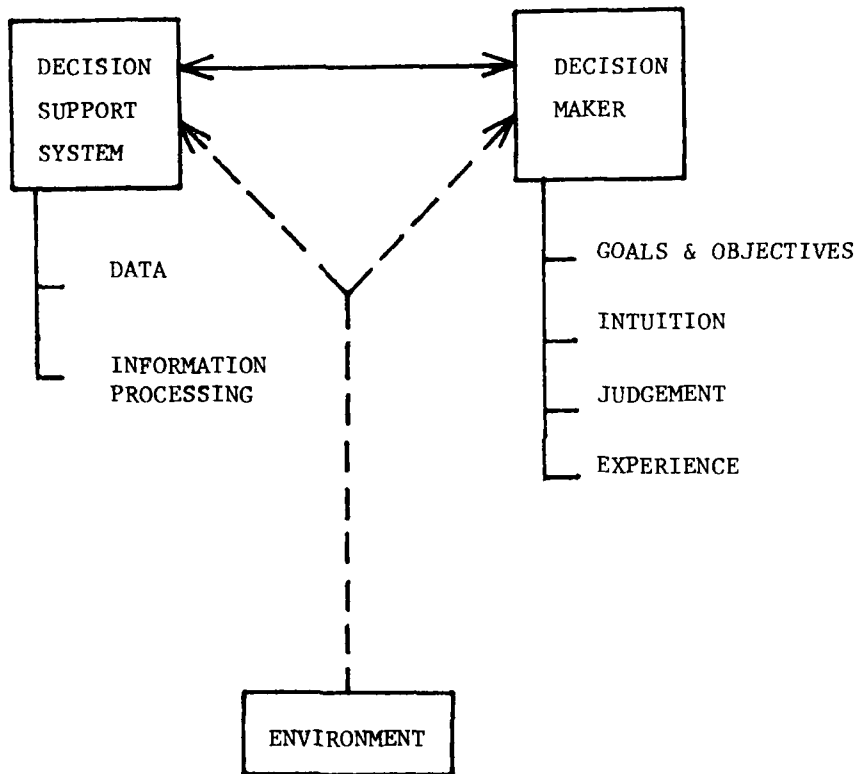 DECISION
SUPPORT
SYSTEM
DECISION
MAKER
DATA
INFORMATION
PROCESSING
GOALS & OBJECTIVES
INTUITION
JUDGEMENT
EXPERIENCE
ENVIRONMENT